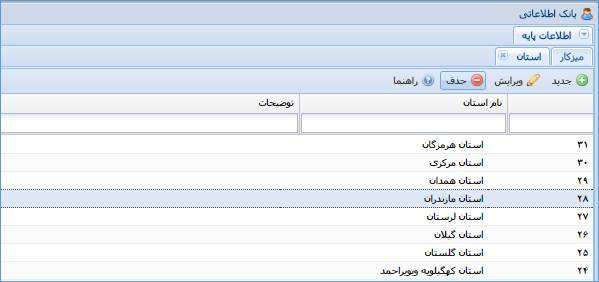 بانک اطلاعاتی
اطلاعات پایه
میزکار استان
جدید ویرایش حذف راهنما
نام استان توضیحات
۳۱ استان هرمزگان
۳۰ استان مرکزی
۲۹ استان همدان
۲۸ استان مازندران
۲۷ استان لرستان
۲۶ استان گیلان
۲۵ استان گلستان
۲۴ استان کهگیلویه وبویراحمد